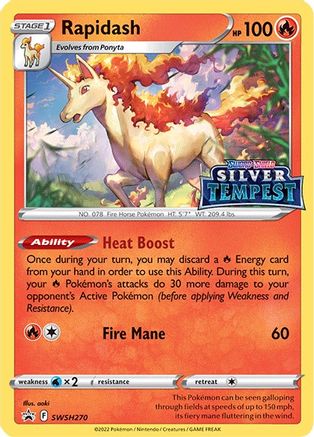 STAGE 1
Rapidash
HP 100
Evolves from Ponyta
Sword & Shield
SILVER
TEMPEST
NO. 078 Fire Horse Pokémon HT: 5'7" WT: 209.4 lbs
Ability Heat Boost
Once during your turn, you may discard a Energy card
from your hand in order to use this Ability. During this turn,
your Pokémon's attacks do 30 more damage to your
opponent's Active Pokémon (before applying Weakness and
Resistance).
Fire Mane 60
weakness ×2 resistance retreat
Illus. aoki
This Pokémon can be seen galloping
through fields at speeds of up to 150 mph,
its fiery mane fluttering in the wind.
F SWSH270
©2022 Pokémon / Nintendo / Creatures / GAME FREAK